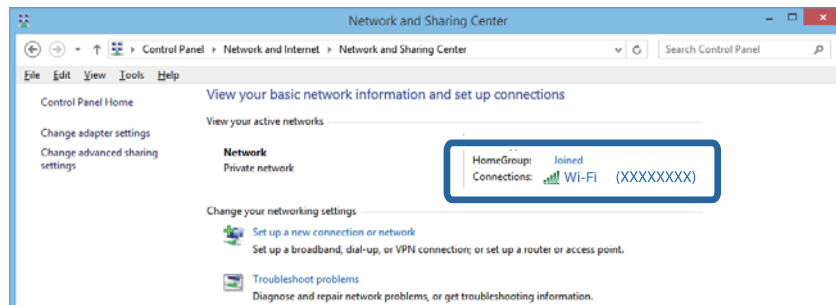 Network and Sharing Center
Control Panel Network and Internet Network and Sharing Center Search Control Panel
File Edit View Tools Help
Control Panel Home
Change adapter settings
Change advanced sharing
settings
View your basic network information and set up connections
View your active networks
Network
Private network
HomeGroup: Joined
Connections: Wi-Fi (XXXXXXXX)
Change your networking settings
Set up a new connection or network
Set up a broadband, dial-up, or VPN connection; or set up a router or access point.
Troubleshoot problems
Diagnose and repair network problems, or get troubleshooting information.